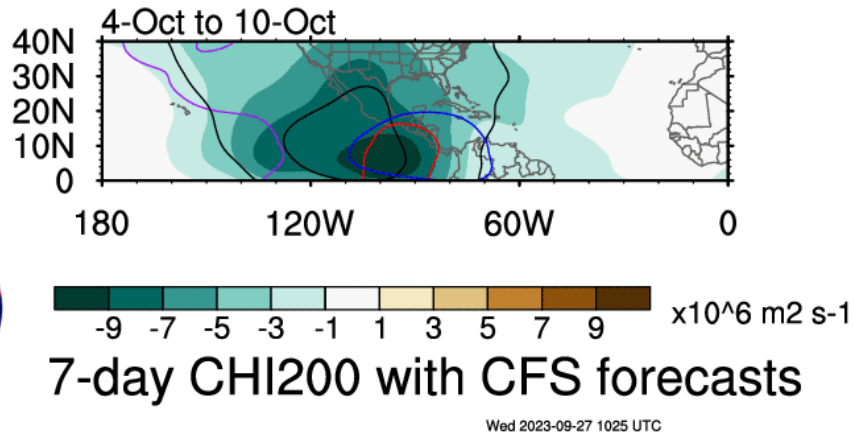 4-Oct to 10-Oct
40N
30N
20N
10N
0
180 120W 60W 0
-9 -7 -5 -3 -1 1 3 5 7 9
x10^6 m2 s-1
7-day CHI200 with CFS forecasts
Wed 2023-09-27 1025 UTC